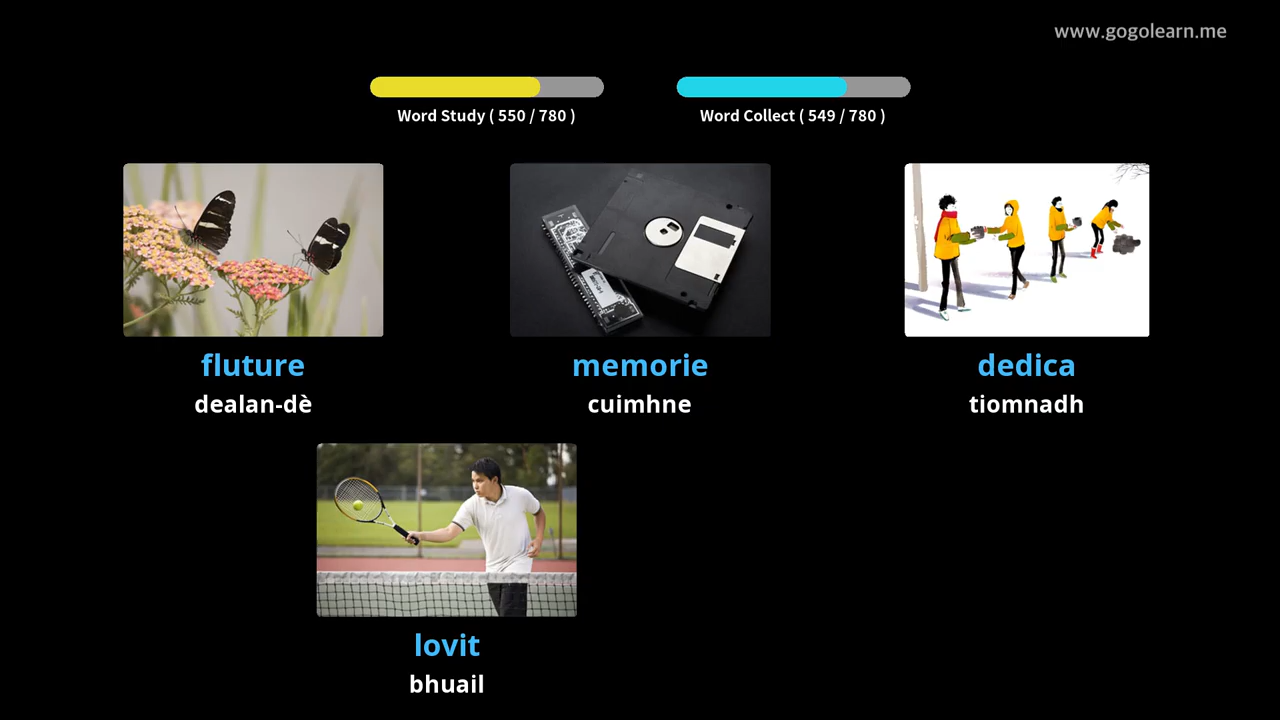 www.gogolearn.me
Word Study ( 550 / 780 )
Word Collect ( 549 / 780 )
fluture
dealan-dè
memorie
cuimhne
dedica
tiomnadh
lovit
bhuail